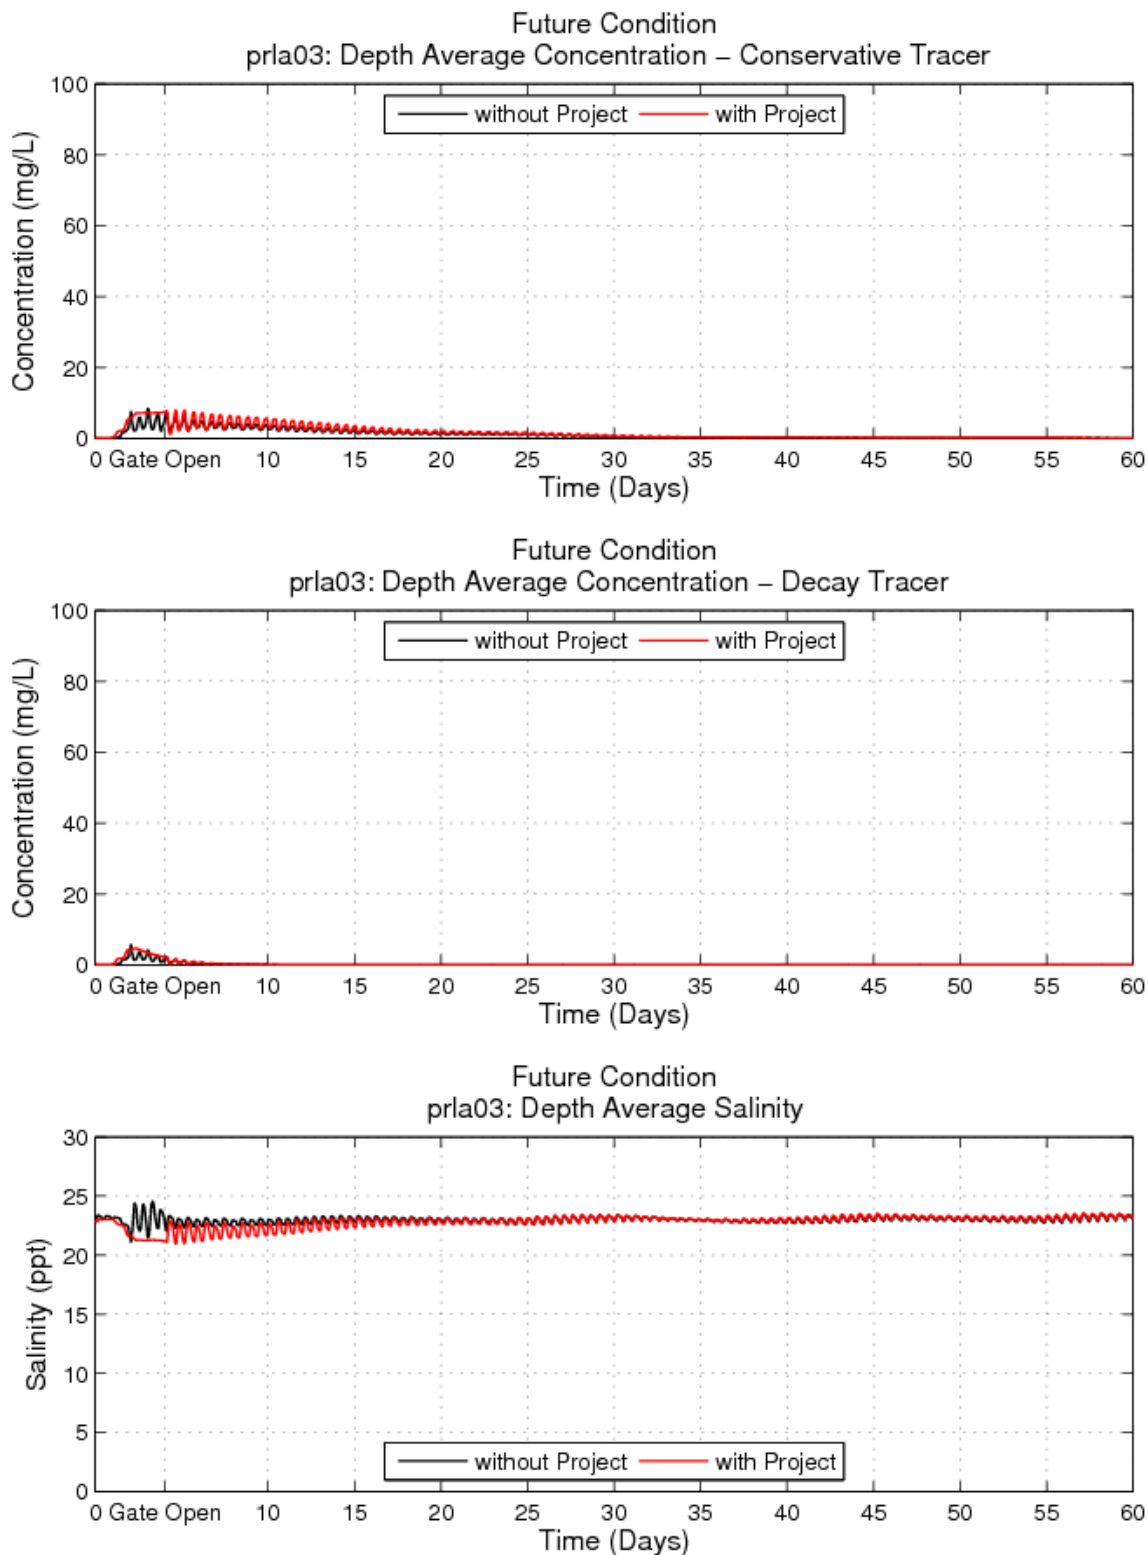 Future Condition
prla03: Depth Average Concentration – Conservative Tracer
100
80
60
40
20
0
Concentration (mg/L)
without Project with Project
0 Gate Open 10 15 20 25 30 35 40 45 50 55 60
Time (Days)
Future Condition
prla03: Depth Average Concentration – Decay Tracer
100
80
60
40
20
0
Concentration (mg/L)
without Project with Project
0 Gate Open 10 15 20 25 30 35 40 45 50 55 60
Time (Days)
Future Condition
prla03: Depth Average Salinity
30
25
20
15
10
5
0
Salinity (ppt)
without Project with Project
0 Gate Open 10 15 20 25 30 35 40 45 50 55 60
Time (Days)